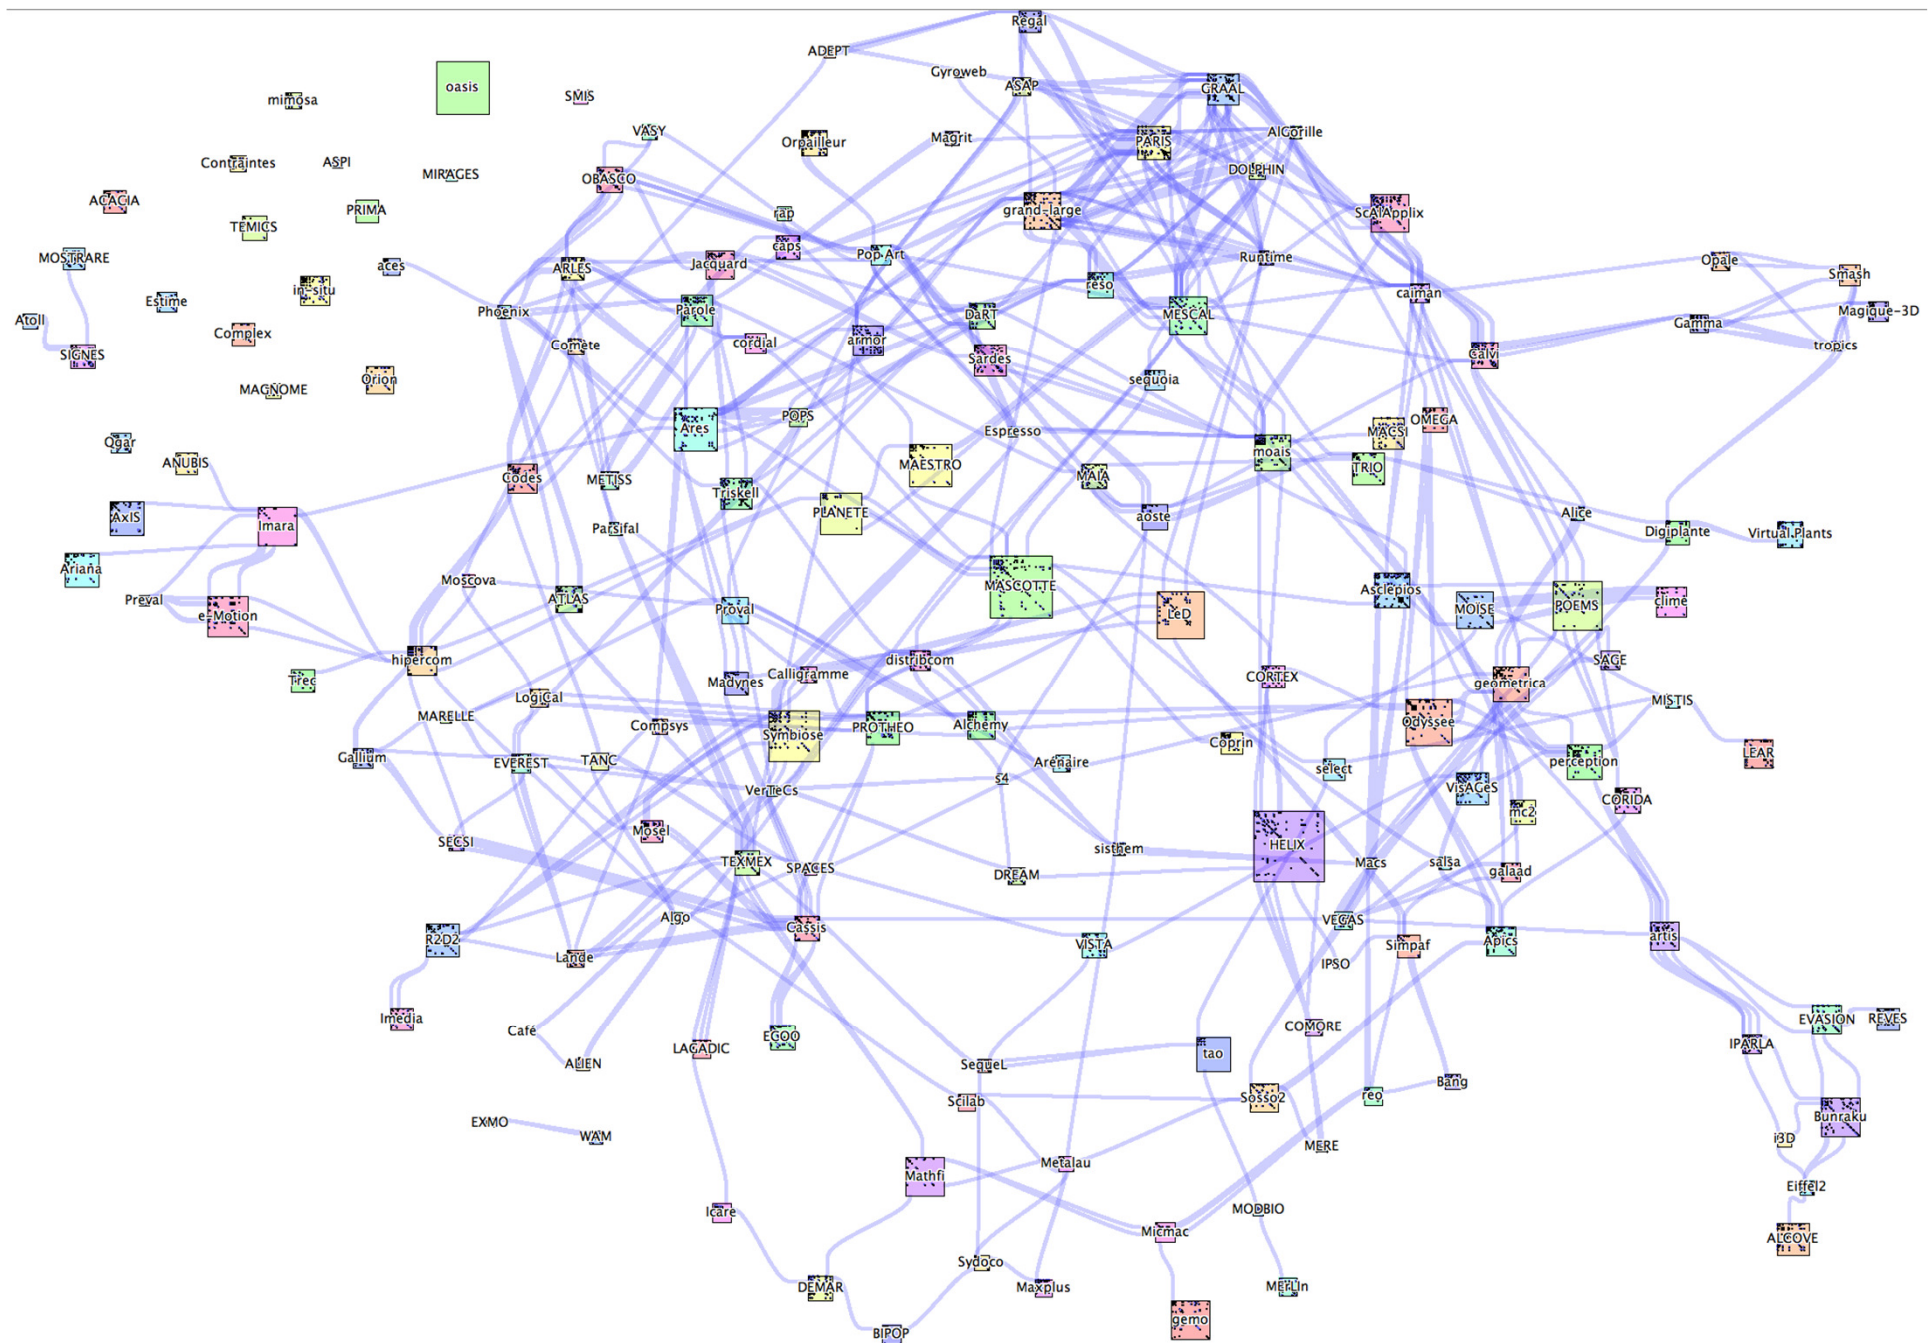 Regal
ADEPT
Gyroweb
ASAP
GRAAL
oasis
SMIS
mimosa
VASY
Orpailleur
Magrit
PARIS
AlGorille
Contraintes
ASPI
MIRAGES
OBASCO
DOLPHIN
ACACIA
PRIMA
rap
grand-large
ScAlApplix
TEMICS
caps
MOSTRARE
aces
ARLES
Jacquard
Pop Art
Runtime
Opale
Smash
in-situ
reso
caiman
Estime
Phoenix
Parole
DaRT
MESCAL
Magique-3D
Atoll
Complex
cordial
armor
Gamma
SIGNES
Comete
Sardes
Calvi
tropics
MAGNOME
Orion
sequoia
POPS
OMEGA
Ares
Espresso
MACSI
Qgar
moais
ANUBIS
MAESTRO
TRIO
Codes
METISS
Triskell
MAIA
AxIS
Imara
Parsifal
PLANETE
aoste
Alice
Digiplante
Virtual Plants
Ariana
Moscova
MASCOTTE
Asclepios
Preval
e-Motion
ATLAS
Proval
LeD
MOISE
POEMS
clime
hipercom
distribcom
SAGE
Trec
Madynes
Calligramme
CORTEX
geometrica
LogiCal
MISTIS
MARELLE
Compsys
Symbiose
PROTHEO
Alchemy
Odyssee
Gallium
EVEREST
TANC
Arenaire
Coprin
select
perception
LEAR
VerTeCs
s4
VisAGeS
CORIDA
mc2
SECSI
Mosel
sisthem
HELIX
TEXMEX
SPACES
DREAM
Macs
salsa
galaad
Algo
Cassis
VEGAS
R2D2
Lande
VISTA
Simpaf
Apics
artis
IPSO
Imedia
Café
EGOO
COMORE
EVASION
REVES
ALIEN
LAGADIC
SequeL
tao
IPARLA
Scilab
Sosso2
reo
Bang
EXMO
WAM
Bunraku
MERE
i3D
Mathfi
Metalau
Eiffel2
Icare
MODBIO
Micmac
ALCOVE
DEMAR
Sydoco
Maxplus
MErLIn
BIPOP
gemo